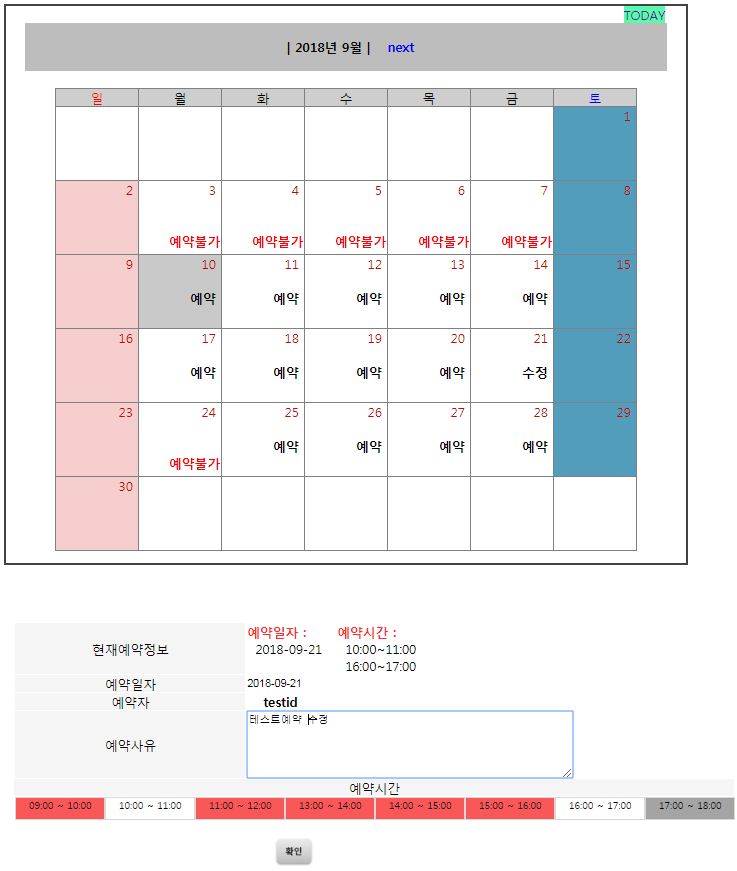 TODAY
| 2018년 9월 | next
일 월 화 수 목 금 토
1
2 3 4 5 6 7 8
예약불가 예약불가 예약불가 예약불가 예약불가
9 10 11 12 13 14 15
예약 예약 예약 예약 예약
16 17 18 19 20 21 22
예약 예약 예약 예약 수정
23 24 25 26 27 28 29
예약 예약 예약 예약
예약불가
30
예약일자 : 예약시간 :
현재예약정보 2018-09-21 10:00~11:00
16:00~17:00
예약일자 2018-09-21
예약자 testid
테스트예약 수정
예약사유
예약시간
09:00 ~ 10:00 10:00 ~ 11:00 11:00 ~ 12:00 13:00 ~ 14:00 14:00 ~ 15:00 15:00 ~ 16:00 16:00 ~ 17:00 17:00 ~ 18:00
확인